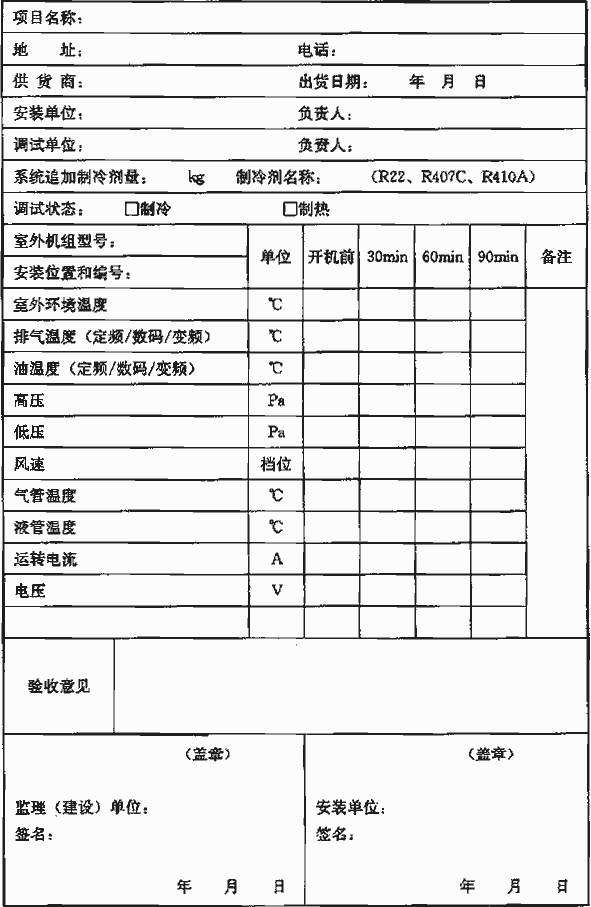 项目名称：
地 址： 电话：
供 货 商： 出货日期： 年 月 日
安装单位： 负责人：
调试单位： 负责人：
系统追加制冷剂量： kg 制冷剂名称： （R22、R407C、R410A）
调试状态： □制冷 □制热
室外机组型号：
单位 开机前 30min 60min 90min 备注
安装位置和编号：
室外环境温度 ℃
排气温度（定频/数码/变频） ℃
油温度（定频/数码/变频） ℃
高压 Pa
低压 Pa
风速 档位
气管温度 ℃
液管温度 ℃
运转电流 A
电压 V
验收意见
（盖章） （盖章）
监理（建设）单位： 安装单位：
签名： 签名：
年 月 日 年 月 日